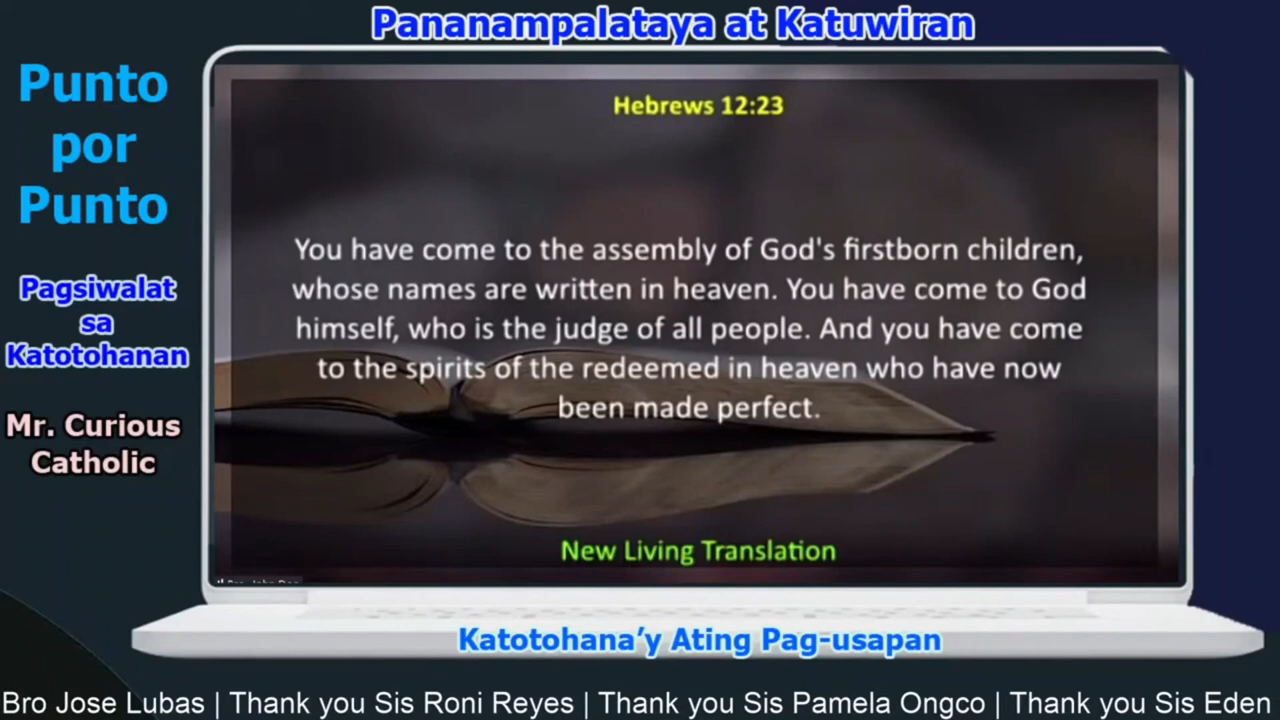 Pananampalataya at Katuwiran
Punto
por
Punto
Pagsiwalat
sa
Katotohanan
Mr. Curious
Catholic
Hebrews 12:23
You have come to the assembly of God's firstborn children,
whose names are written in heaven. You have come to God
himself, who is the judge of all people. And you have come
to the spirits of the redeemed in heaven who have now
been made perfect.
New Living Translation
Katotohana’y Ating Pag-usapan
Bro Jose Lubas | Thank you Sis Roni Reyes | Thank you Sis Pamela Ongco | Thank you Sis Eden